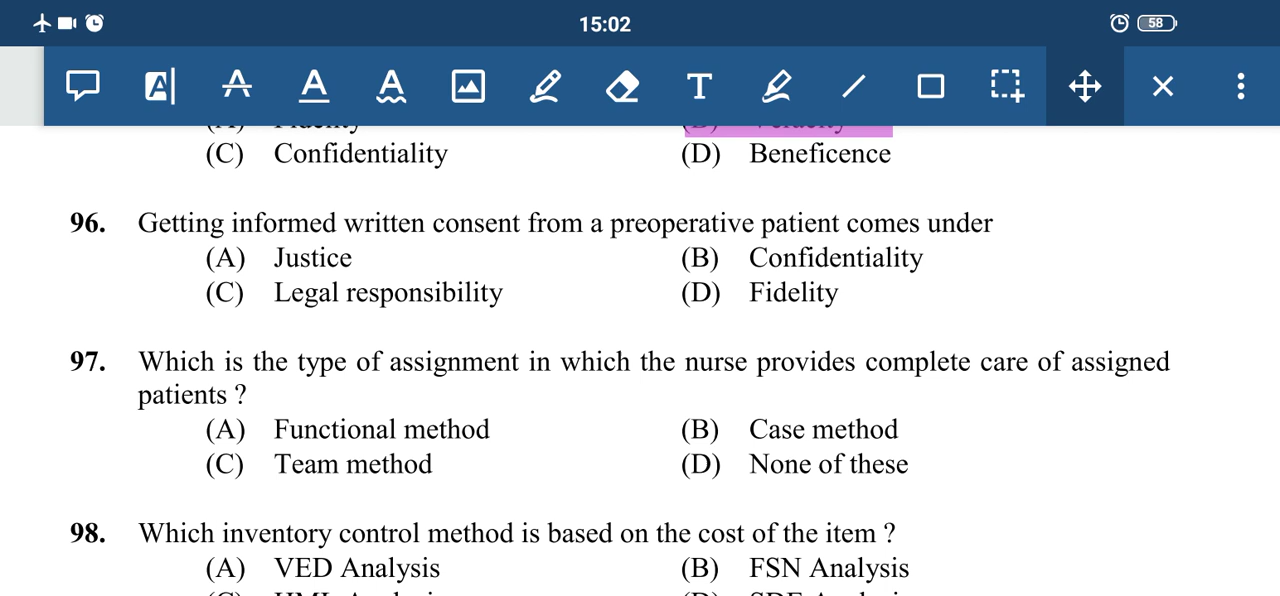 15:02
58
(C) Confidentiality (D) Beneficence
96. Getting informed written consent from a preoperative patient comes under
(A) Justice (B) Confidentiality
(C) Legal responsibility (D) Fidelity
97. Which is the type of assignment in which the nurse provides complete care of assigned
patients ?
(A) Functional method (B) Case method
(C) Team method (D) None of these
98. Which inventory control method is based on the cost of the item ?
(A) VED Analysis (B) FSN Analysis